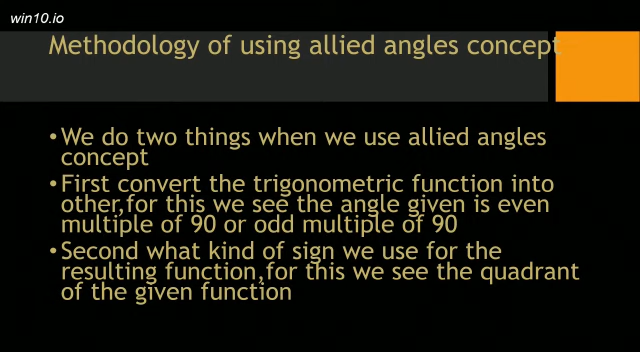 win10.io
Methodology of using allied angles concept
•We do two things when we use allied angles
concept
•First convert the trigonometric function into
other,for this we see the angle given is even
multiple of 90 or odd multiple of 90
•Second what kind of sign we use for the
resulting function,for this we see the quadrant
of the given function